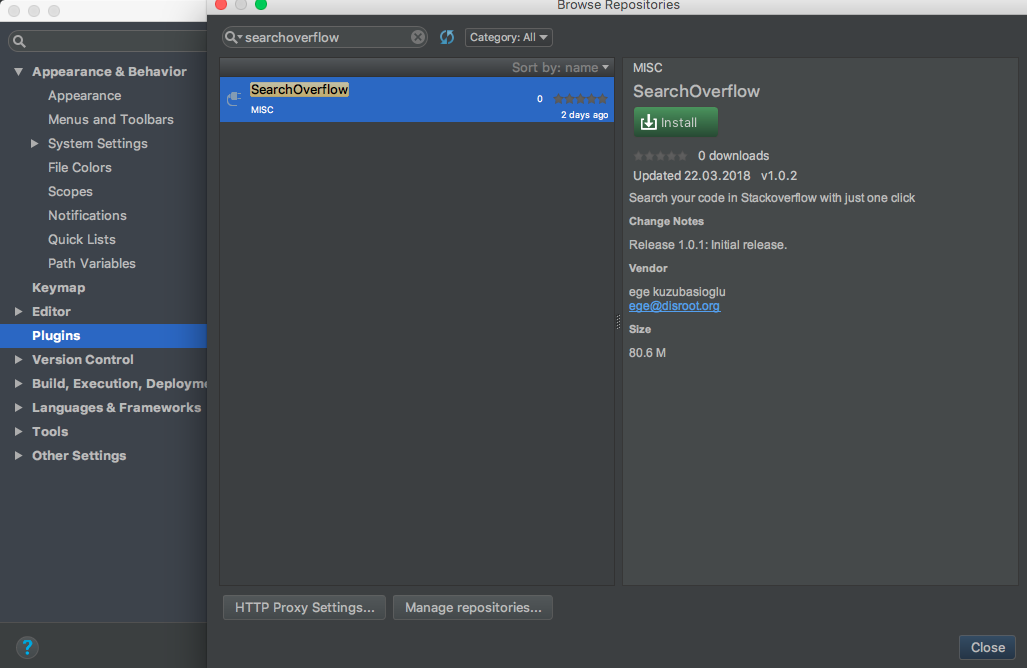 Browse Repositories
Appearance & Behavior
Appearance
Menus and Toolbars
System Settings
File Colors
Scopes
Notifications
Quick Lists
Path Variables
Keymap
Editor
Plugins
Version Control
Build, Execution, Deployme
Languages & Frameworks
Tools
Other Settings
?
searchoverflow
Category: All
Sort by: name
SearchOverflow
0
MISC
2 days ago
MISC
SearchOverflow
Install
0 downloads
Updated 22.03.2018 v1.0.2
Search your code in Stackoverflow with just one click
Change Notes
Release 1.0.1: Initial release.
Vendor
ege kuzubasioglu
ege@disroot.org
Size
80.6 M
HTTP Proxy Settings...
Manage repositories...
Close